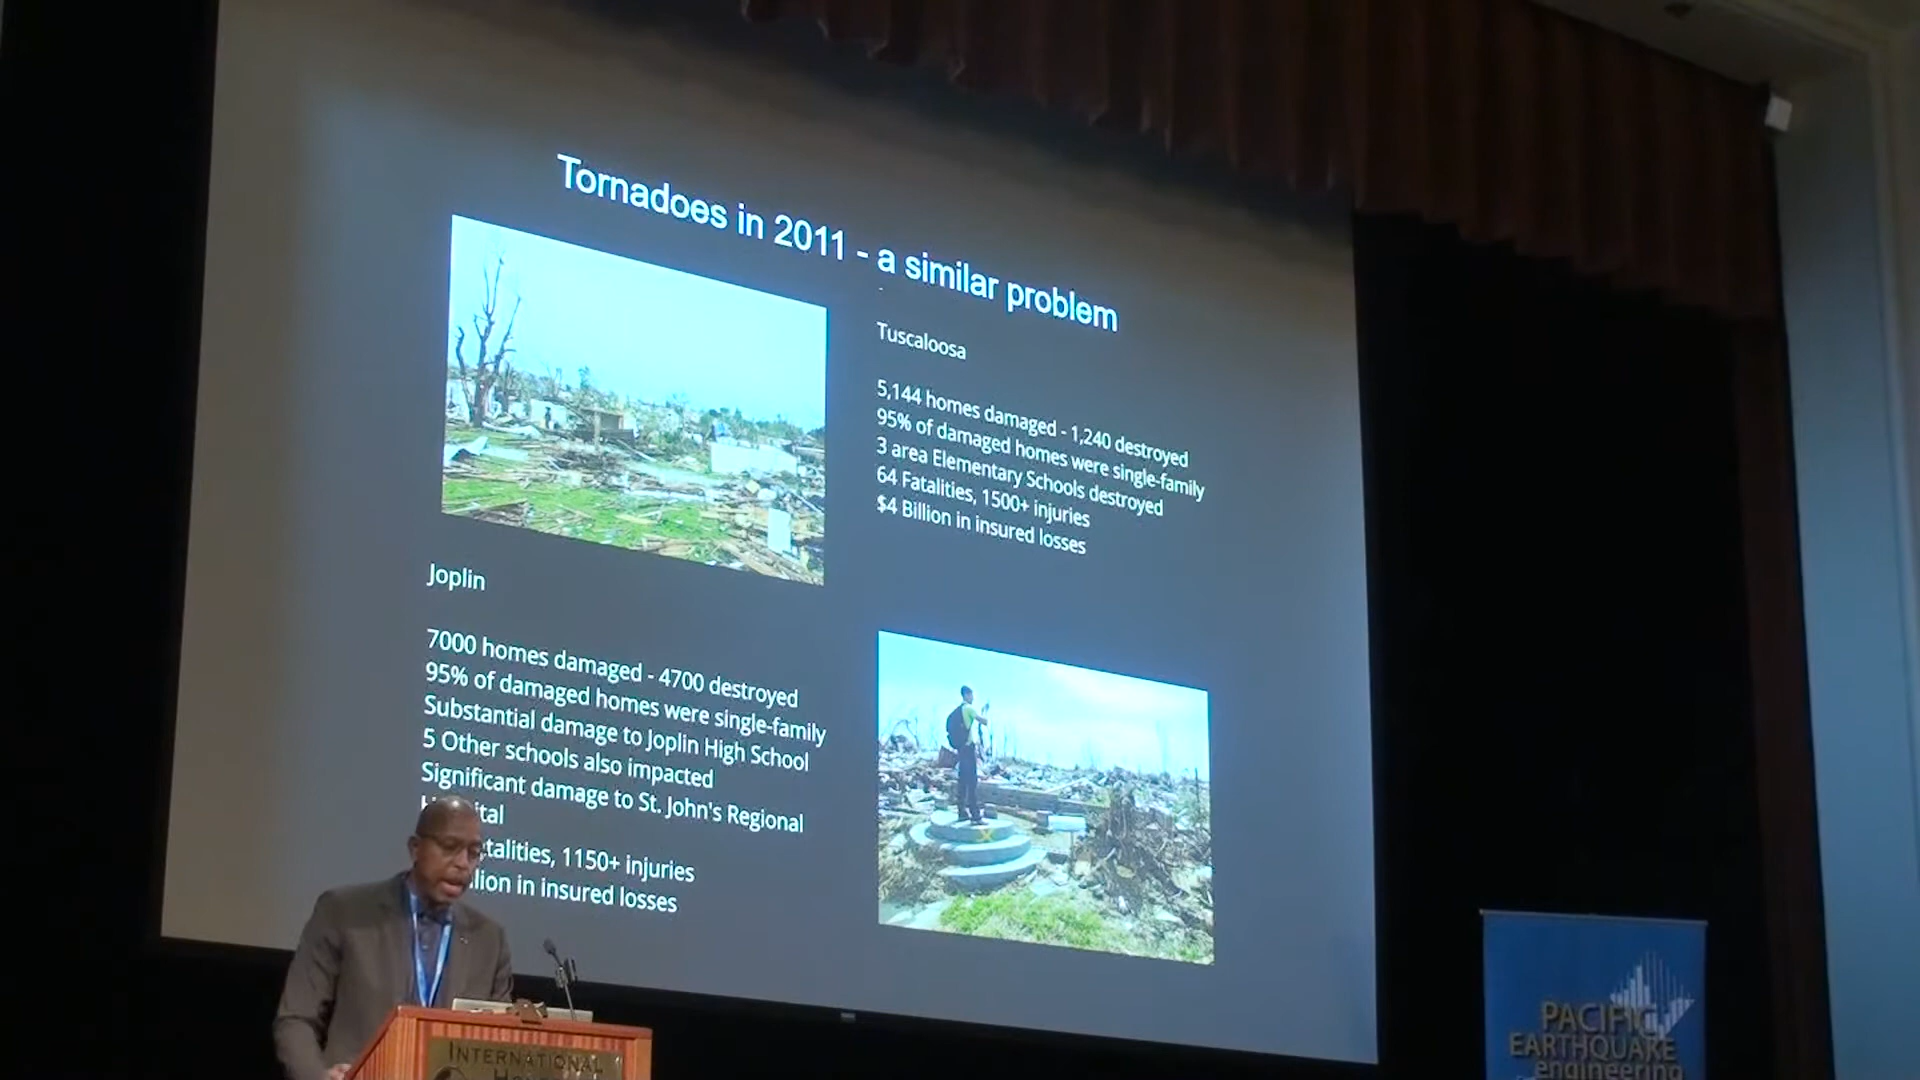 Tornadoes in 2011 - a similar problem
Tuscaloosa
5,144 homes damaged - 1,240 destroyed
95% of damaged homes were single-family
3 area Elementary Schools destroyed
64 Fatalities, 1500+ injuries
$4 Billion in insured losses
Joplin
7000 homes damaged - 4700 destroyed
95% of damaged homes were single-family
Substantial damage to Joplin High School
5 Other schools also impacted
Significant damage to St. John's Regional
1150+ injuries
in insured losses
INTERNATIONAL
PACIFIC
EARTHQUAKE
engineering